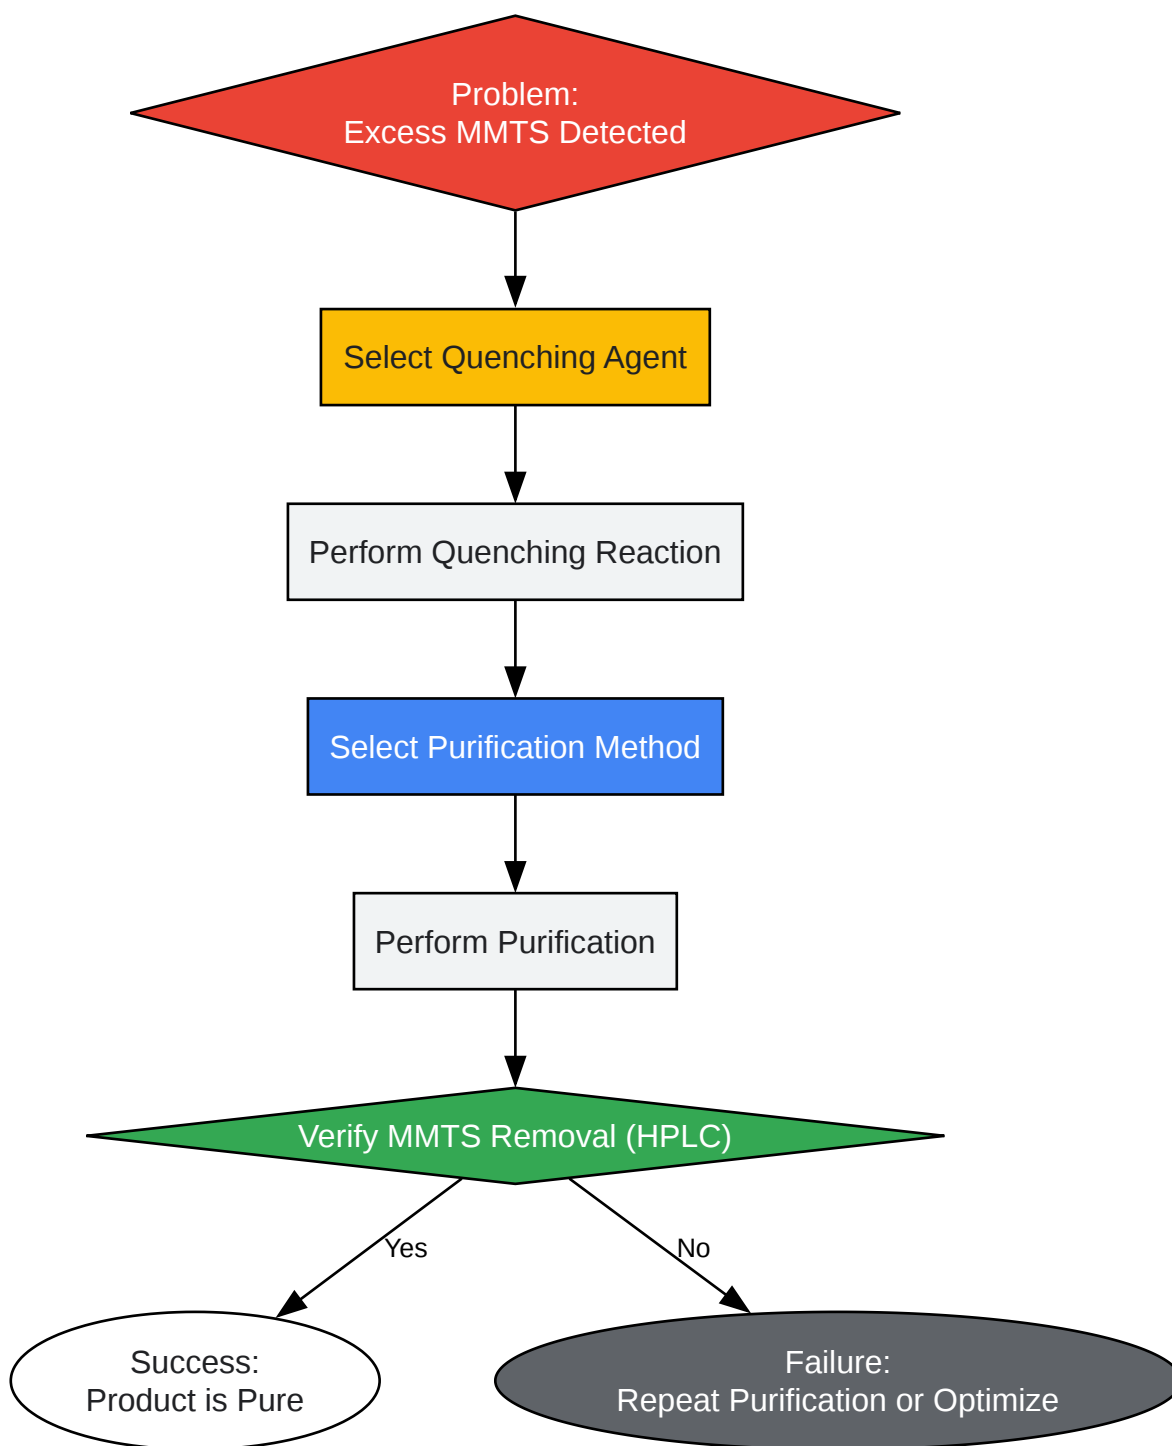 Problem:
Excess MMTS Detected
Select Quenching Agent
Perform Quenching Reaction
Select Purification Method
Perform Purification
Verify MMTS Removal (HPLC)
Yes
No
Success:
Product is Pure
Failure:
Repeat Purification or Optimize